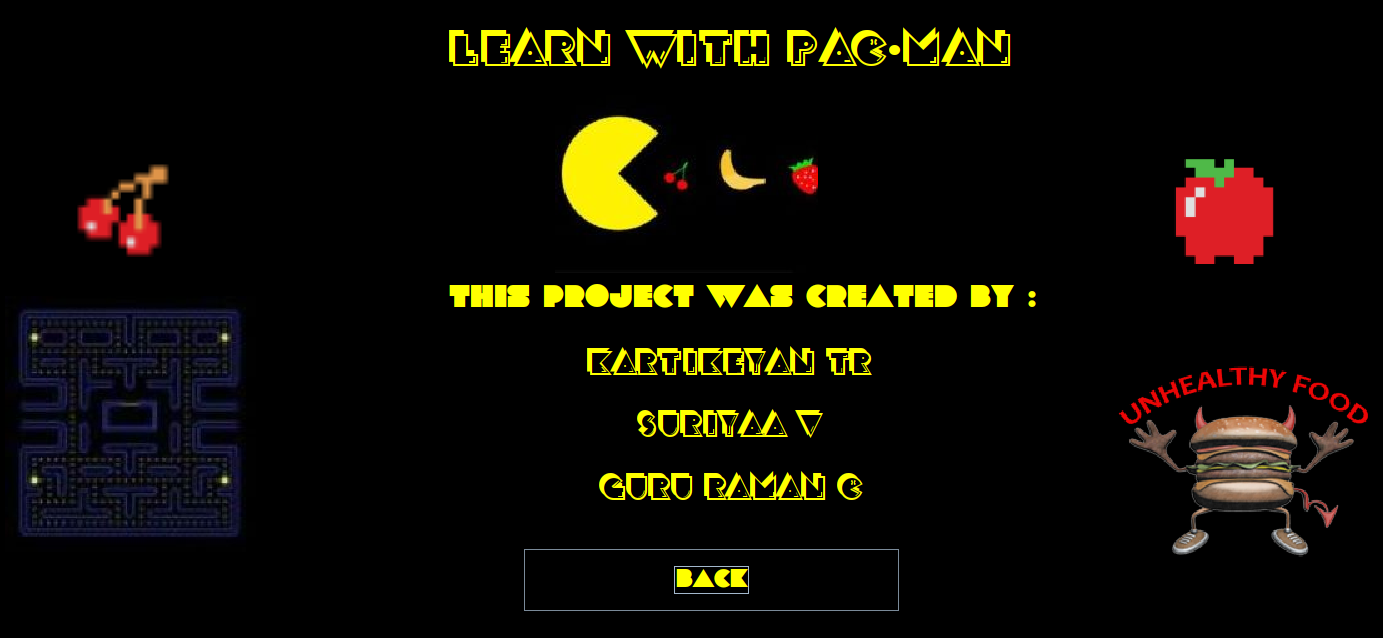 LEARN WITH PAC•MAN
THIS PROJECT WAS CREATED BY :
KARTIKEYAN TR
SURIYAA V
UNHEALTHY FOOD
GURU RAMAN C
BACK